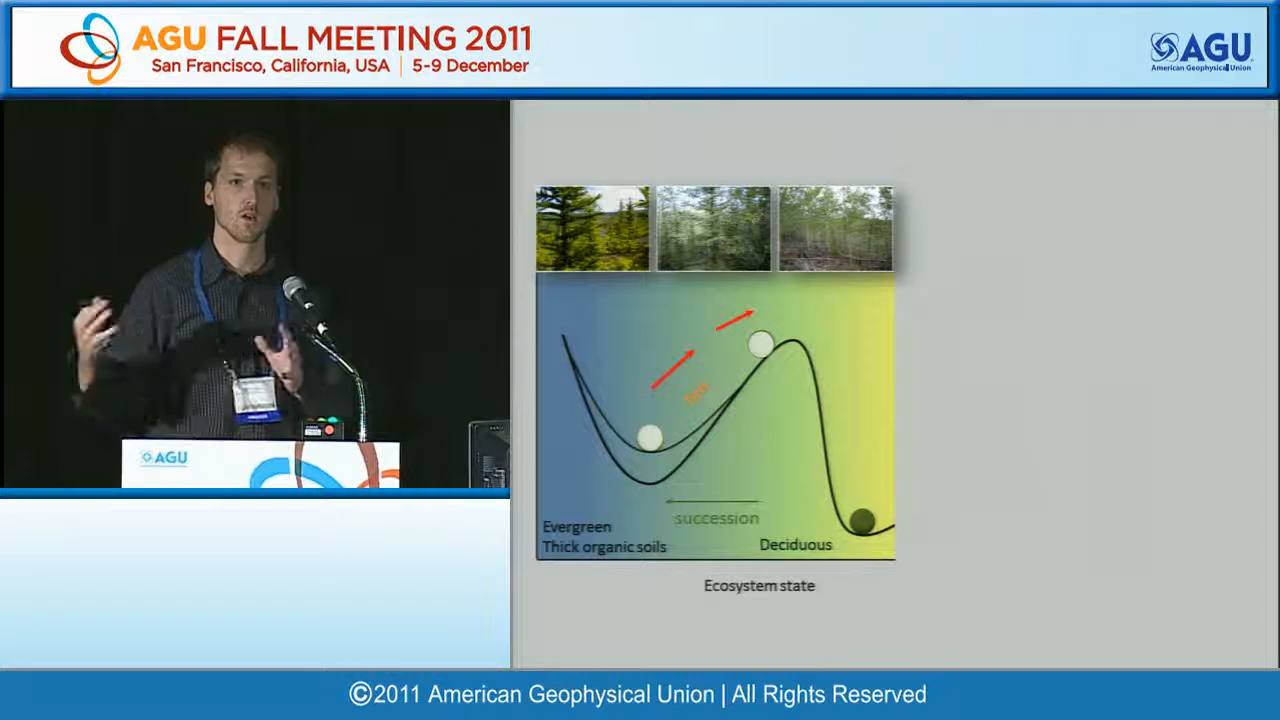 AGU FALL MEETING 2011
San Francisco, California, USA | 5-9 December
AGU
American Geophysical Union
AGU
fire
succession
Evergreen
Thick organic soils
Deciduous
Ecosystem state
©2011 American Geophysical Union | All Rights Reserved